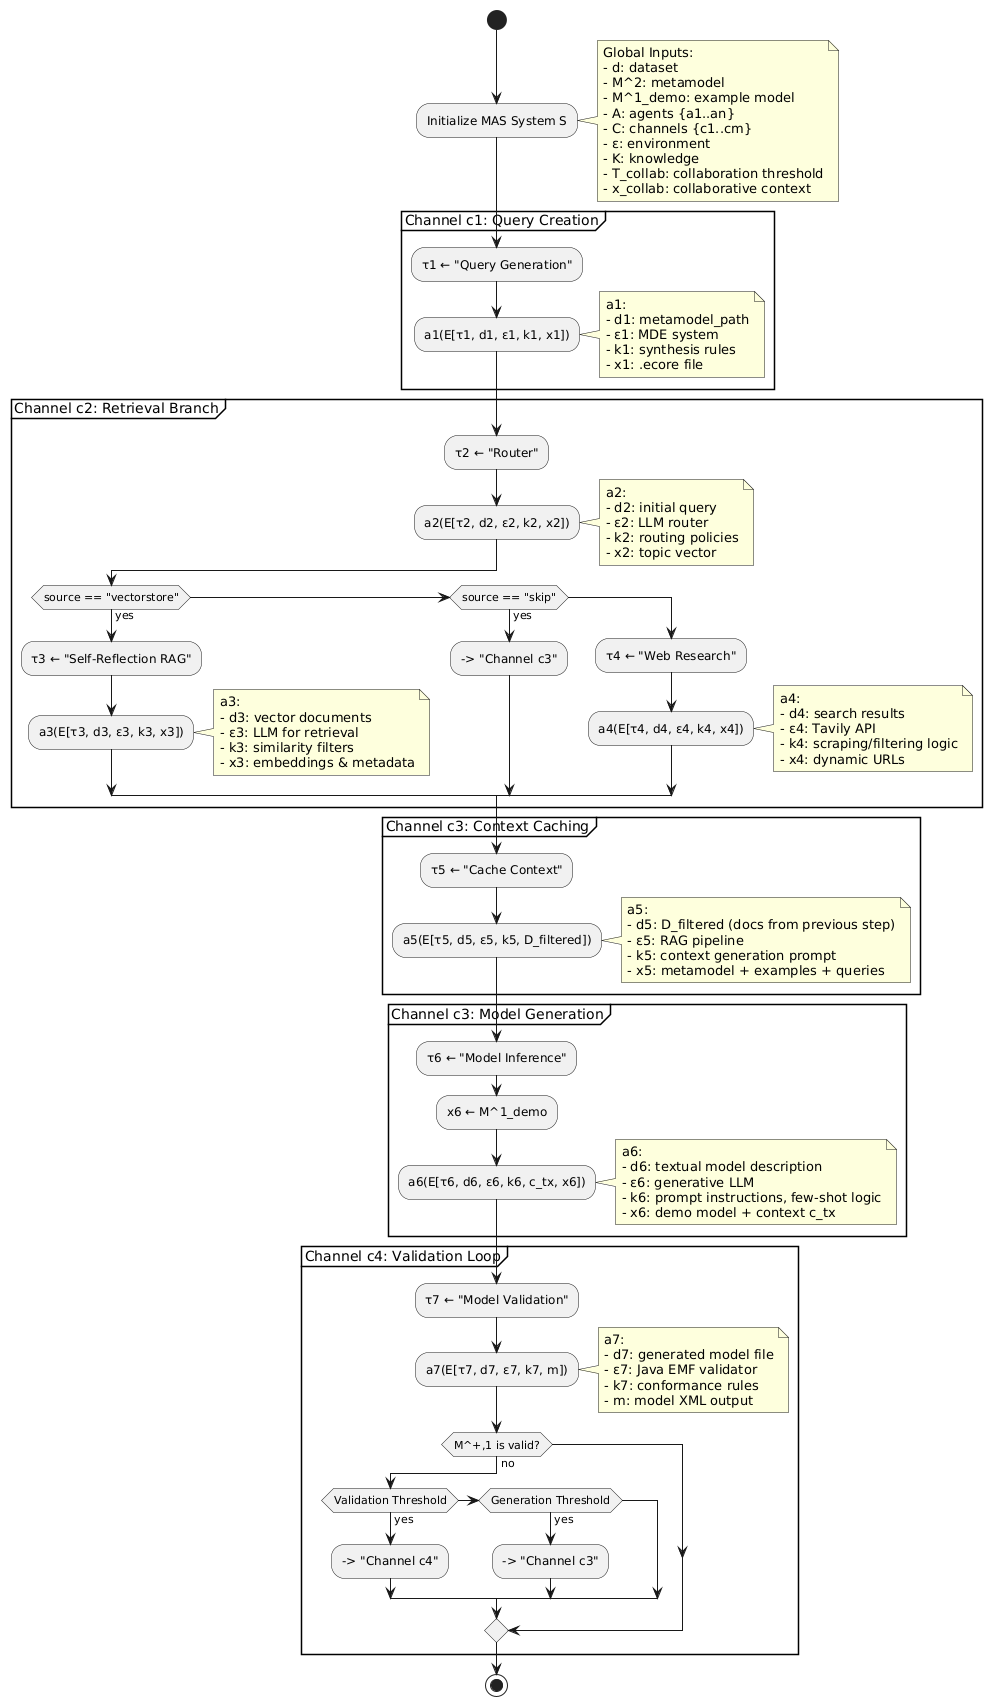 Global Inputs:
- d: dataset
- M^2: metamodel
- M^1_demo: example model
- A: agents {a1..an}
- C: channels {c1..cm}
- ε: environment
- K: knowledge
- T_collab: collaboration threshold
- x_collab: collaborative context
Initialize MAS System S
Channel c1: Query Creation
τ1 ← "Query Generation"
a1(E[τ1, d1, ε1, k1, x1])
a1:
- d1: metamodel_path
- ε1: MDE system
- k1: synthesis rules
- x1: .ecore file
Channel c2: Retrieval Branch
τ2 ← "Router"
a2(E[τ2, d2, ε2, k2, x2])
a2:
- d2: initial query
- ε2: LLM router
- k2: routing policies
- x2: topic vector
source == "vectorstore"
yes
source == "skip"
yes
τ3 ← "Self-Reflection RAG"
-> "Channel c3"
τ4 ← "Web Research"
a3(E[τ3, d3, ε3, k3, x3])
a3:
- d3: vector documents
- ε3: LLM for retrieval
- k3: similarity filters
- x3: embeddings & metadata
a4(E[τ4, d4, ε4, k4, x4])
a4:
- d4: search results
- ε4: Tavily API
- k4: scraping/filtering logic
- x4: dynamic URLs
Channel c3: Context Caching
τ5 ← "Cache Context"
a5(E[τ5, d5, ε5, k5, D_filtered])
a5:
- d5: D_filtered (docs from previous step)
- ε5: RAG pipeline
- k5: context generation prompt
- x5: metamodel + examples + queries
Channel c3: Model Generation
τ6 ← "Model Inference"
x6 ← M^1_demo
a6(E[τ6, d6, ε6, k6, c_tx, x6])
a6:
- d6: textual model description
- ε6: generative LLM
- k6: prompt instructions, few-shot logic
- x6: demo model + context c_tx
Channel c4: Validation Loop
τ7 ← "Model Validation"
a7(E[τ7, d7, ε7, k7, m])
a7:
- d7: generated model file
- ε7: Java EMF validator
- k7: conformance rules
- m: model XML output
M^+,1 is valid?
no
Validation Threshold
yes
Generation Threshold
yes
-> "Channel c4"
-> "Channel c3"